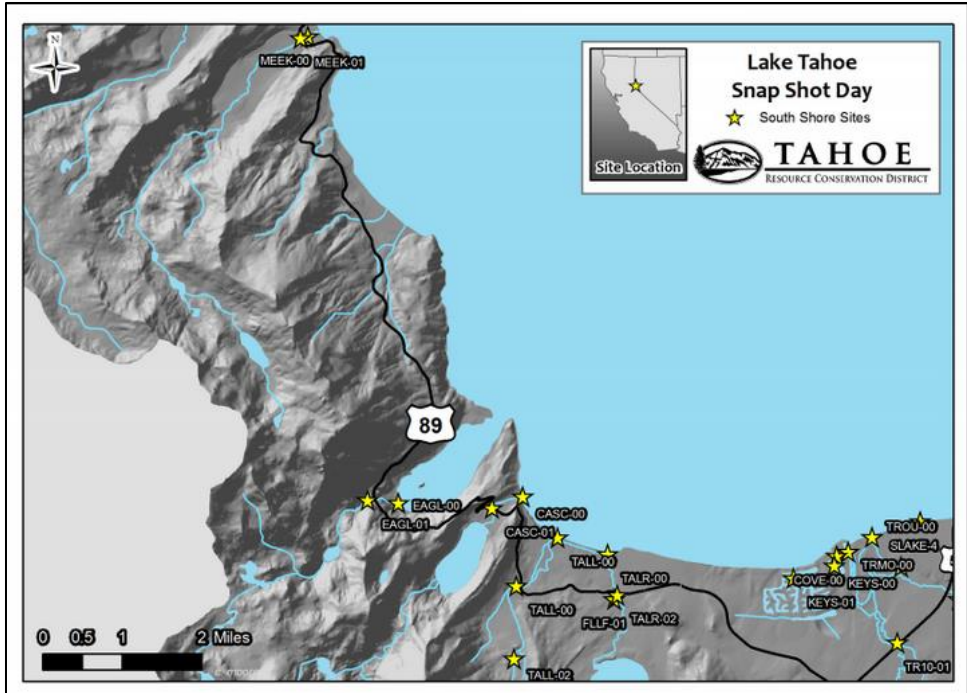 N
MEEK-00
MEEK-01
Lake Tahoe
Snap Shot Day
South Shore Sites
Site Location
TAHOE
RESOURCE CONSERVATION DISTRICT
89
EAGL-00
EAGL-01
CASC-00
CASC-01
TALL-00
TALR-00
TALL-00
FLLF-01
TALR-02
TALL-02
TROU-00
SLAKE-4
TRMO-00
COVE-00
KEYS-00
KEYS-01
TR10-01
0 0.5 1 2 Miles